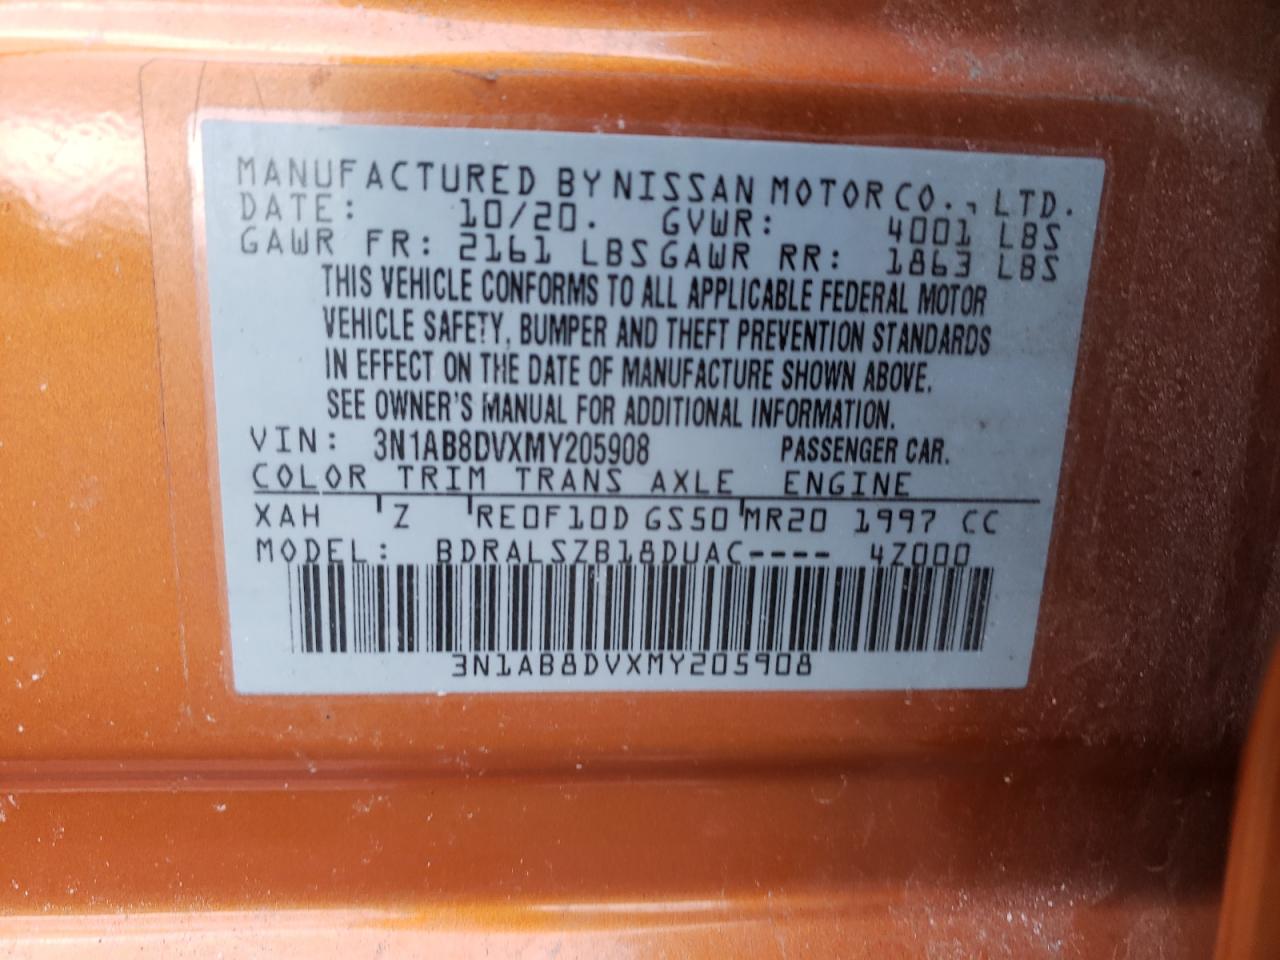 MANUFACTURED BY NISSAN MOTOR CO., LTD.
DATE: 10/20. GVWR: 4001 LBS
GAWR FR: 2161 LBS GAWR RR: 1863 LBS
THIS VEHICLE CONFORMS TO ALL APPLICABLE FEDERAL MOTOR
VEHICLE SAFETY, BUMPER AND THEFT PREVENTION STANDARDS
IN EFFECT ON THE DATE OF MANUFACTURE SHOWN ABOVE.
SEE OWNER'S MANUAL FOR ADDITIONAL INFORMATION.
VIN: 3N1AB8DVXMY205908 PASSENGER CAR.
COLOR TRIM TRANS AXLE ENGINE
XAH Z RE0F10D GS50 MR20 1997 CC
MODEL: BDRALSZB18DUAC---- 4Z000
3N1AB8DVXMY205908